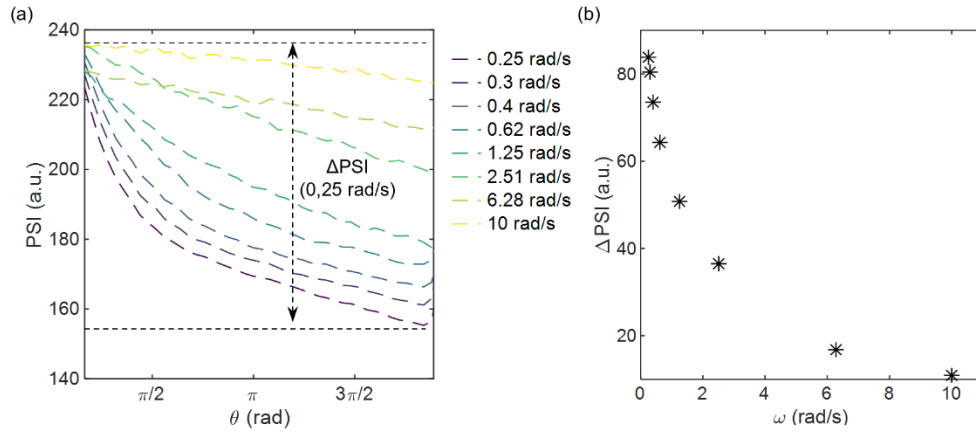 (a)
240
220
200
180
160
140
PSI (a.u.)
π/2
π
3π/2
θ (rad)
ΔPSI
(0,25 rad/s)
0.25 rad/s
0.3 rad/s
0.4 rad/s
0.62 rad/s
1.25 rad/s
2.51 rad/s
6.28 rad/s
10 rad/s
(b)
80
60
40
20
Δ PSI (a.u.)
0
2
4
6
8
10
ω (rad/s)